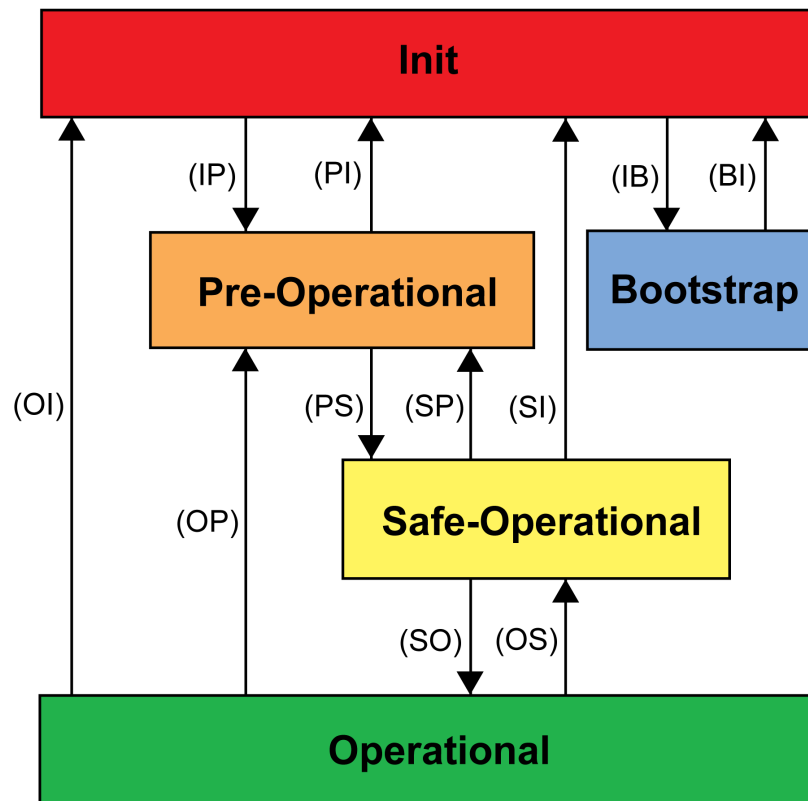 Init
(IP)
(PI)
(IB)
(BI)
Pre-Operational
Bootstrap
(OI)
(PS)
(SP)
(SI)
(OP)
Safe-Operational
(SO)
(OS)
Operational